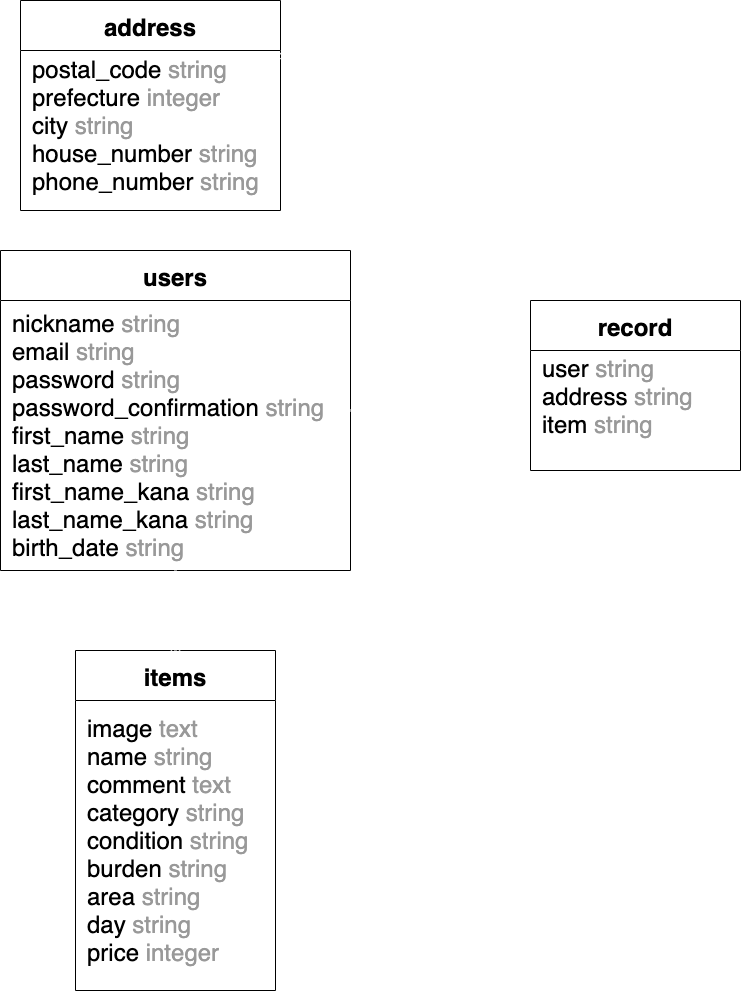 address
postal_code string
prefecture integer
city string
house_number string
phone_number string
users
nickname string
email string
password string
password_confirmation string
first_name string
last_name string
first_name_kana string
last_name_kana string
birth_date string
record
user string
address string
item string
items
image text
name string
comment text
category string
condition string
burden string
area string
day string
price integer